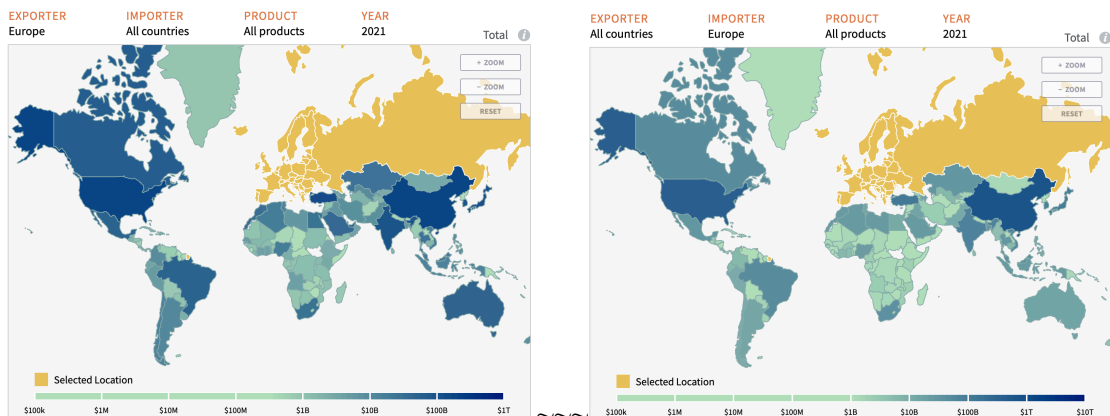 EXPORTER IMPORTER PRODUCT YEAR
Europe All countries All products 2021
Total i
+ ZOOM
− ZOOM
RESET
Selected Location
$100k $1M $10M $100M $1B $10B $100B $1T
EXPORTER IMPORTER PRODUCT YEAR
All countries Europe All products 2021
Total i
+ ZOOM
− ZOOM
RESET
Selected Location
$100k $1M $10M $100M $1B $10B $100B $1T $10T